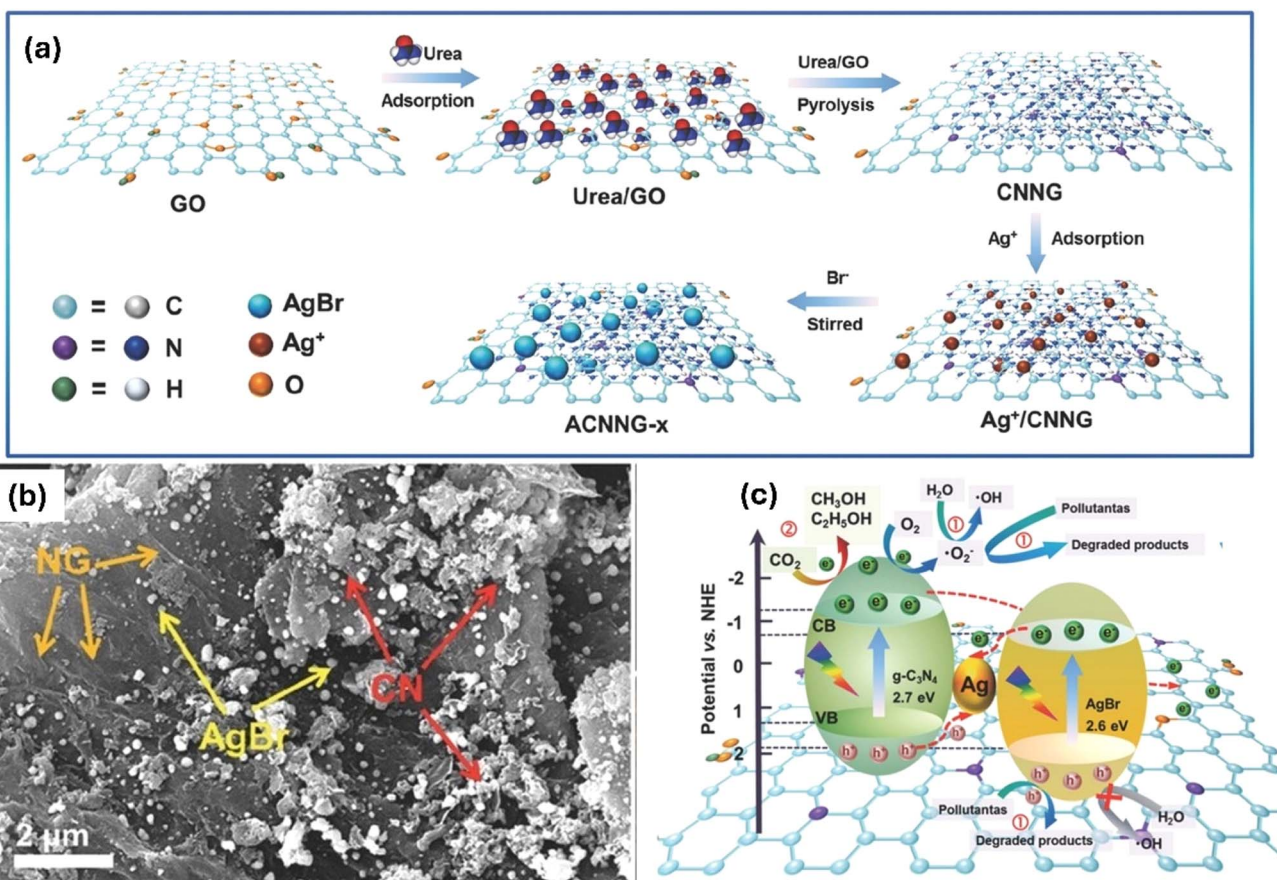 (a)
Urea
Adsorption
Urea/GO
Pyrolysis
GO
Urea/GO
CNNG
Ag⁺ Adsorption
Br⁻
Stirred
= C
= N
= H
AgBr
Ag⁺
O
ACNNG-x
Ag⁺/CNNG
(b)
NG
AgBr
CN
2 μm
(c)
CH₃OH
C₂H₅OH
②
CO₂
O₂
H₂O
·OH
①
·O₂⁻
Pollutantas
①
Degraded products
Potential vs. NHE
-2
-1
0
1
2
CB
VB
e⁻
e⁻
e⁻
e⁻
e⁻
e⁻
g-C₃N₄
2.7 eV
h⁺
h⁺
h⁺
e⁻
Ag
h⁺
e⁻
e⁻
e⁻
AgBr
2.6 eV
h⁺
h⁺
h⁺
h⁺
e⁻
e⁻
e⁻
Pollutantas
①
Degraded products
H₂O
·OH